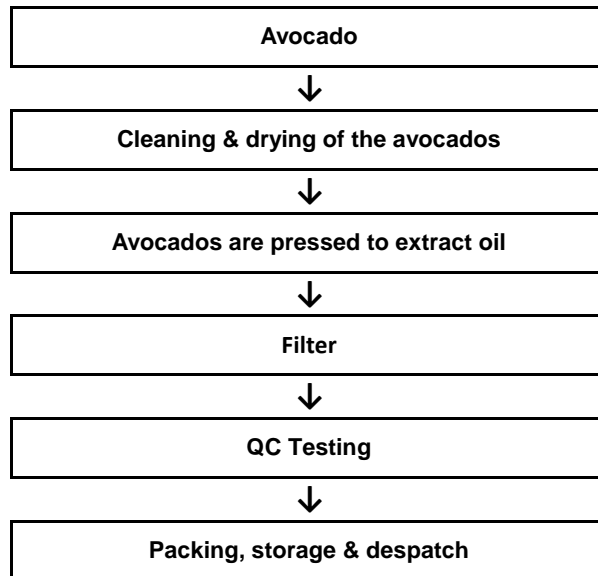 Avocado
Cleaning & drying of the avocados
Avocados are pressed to extract oil
Filter
QC Testing
Packing, storage & despatch